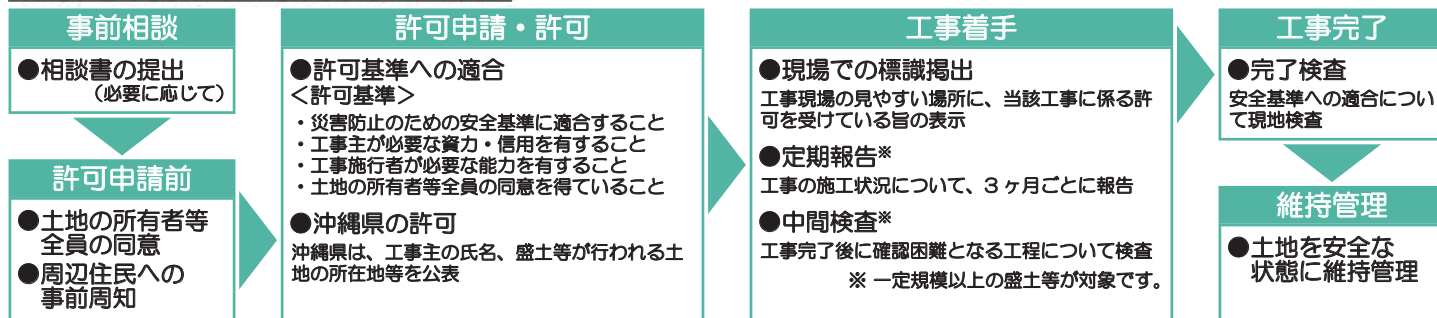 事前相談
●相談書の提出
（必要に応じて）
許可申請前
●土地の所有者等
全員の同意
●周辺住民への
事前周知
許可申請・許可
●許可基準への適合
＜許可基準＞
・災害防止のための安全基準に適合すること
・工事主が必要な資力・信用を有すること
・工事施行者が必要な能力を有すること
・土地の所有者等全員の同意を得ていること
●沖縄県の許可
沖縄県は、工事主の氏名、盛土等が行われる土
地の所在地等を公表
工事着手
●現場での標識掲出
工事現場の見やすい場所に、当該工事に係る許
可を受けている旨の表示
●定期報告※
工事の施工状況について、３ヶ月ごとに報告
●中間検査※
工事完了後に確認困難となる工程について検査
※ 一定規模以上の盛土等が対象です。
工事完了
●完了検査
安全基準への適合につい
て現地検査
維持管理
●土地を安全な
状態に維持管理